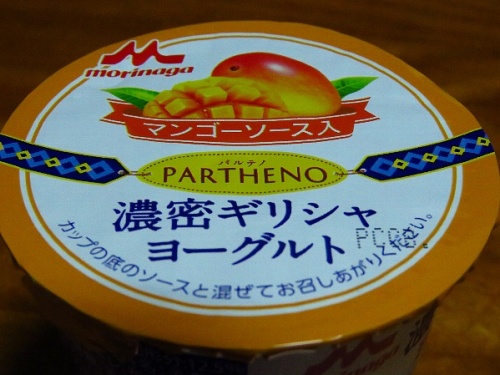 morinaga
マンゴーソース入
パルテノ
PARTHENO
濃密ギリシャ
ヨーグルト
カップの底のソースと混ぜてお召しあがりください。